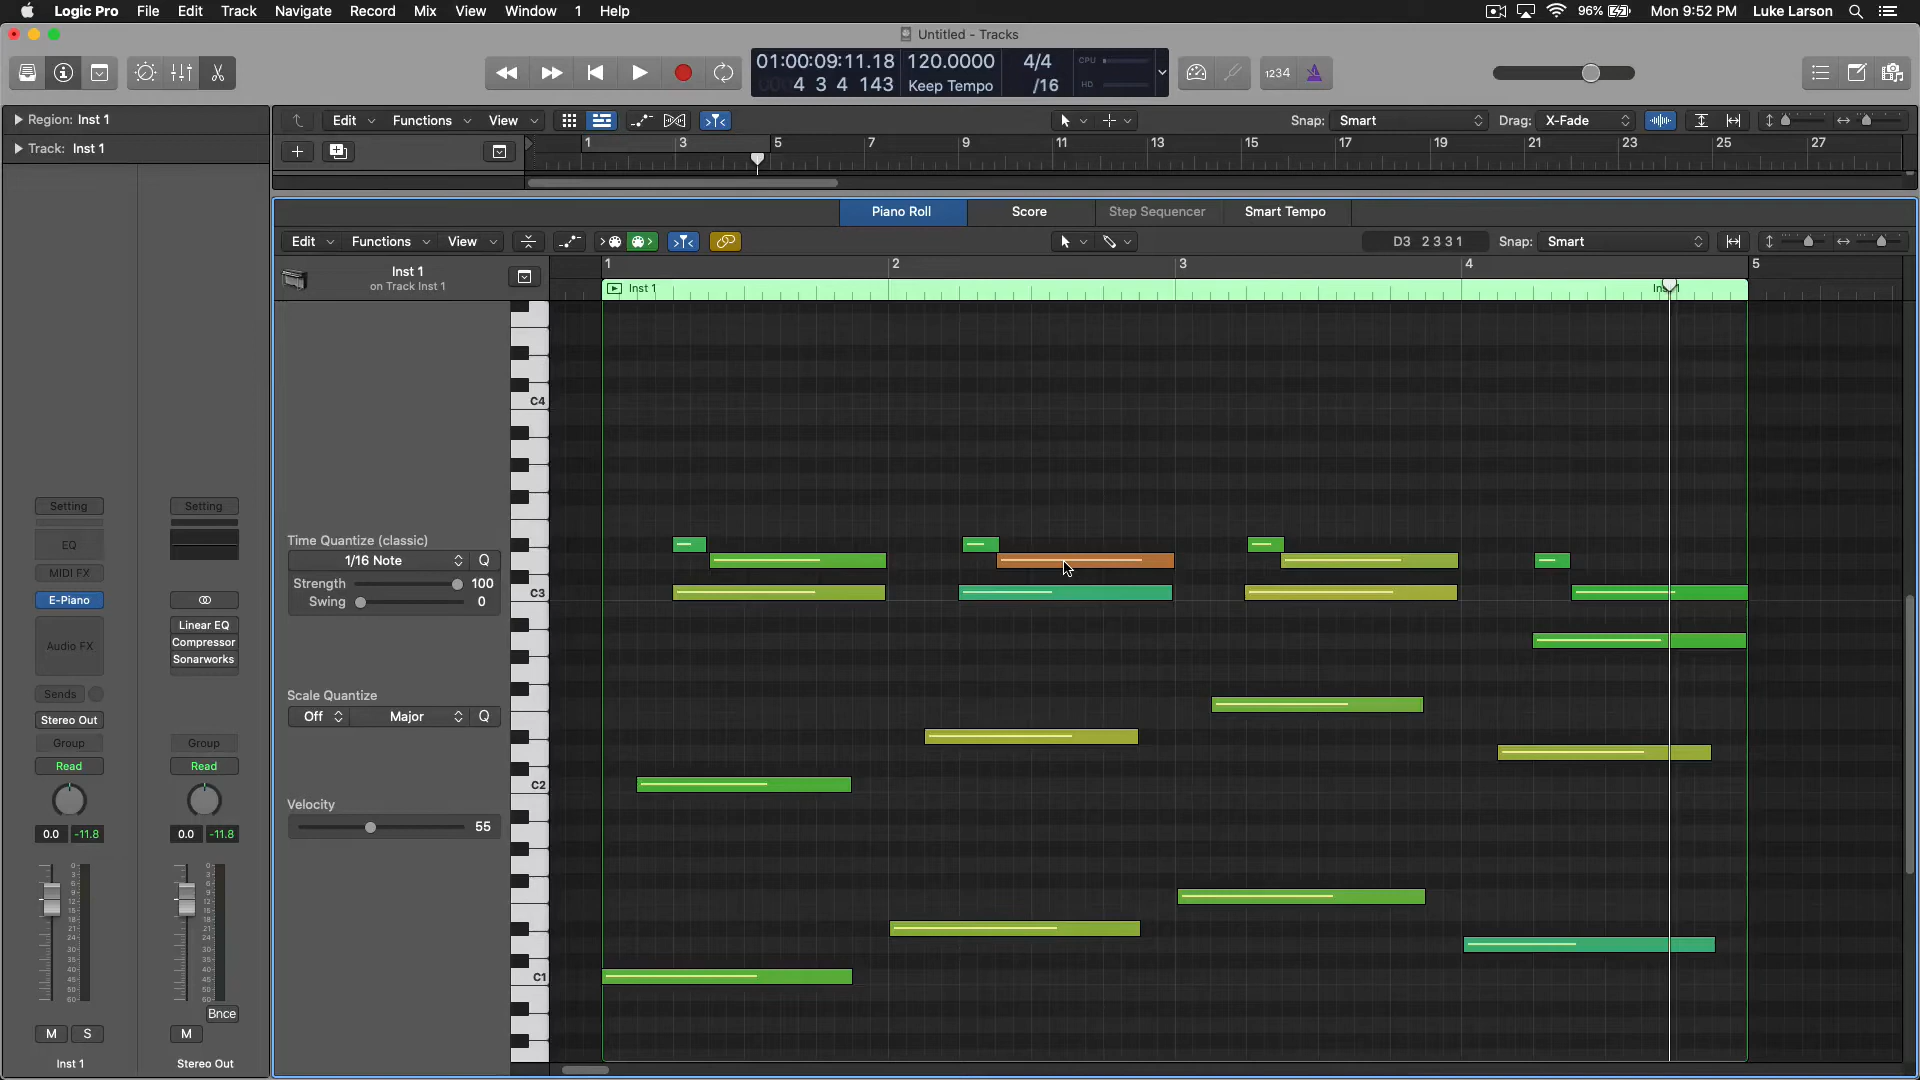 Logic Pro File Edit Track Navigate Record Mix View Window 1 Help 96% Mon 9:52 PM Luke Larson
Untitled - Tracks
01:00:09:11.18 120.0000 4/4 CPU
4 3 4 143 Keep Tempo /16 HD
1234
Region: Inst 1
Edit Functions View Snap: Smart Drag: X-Fade
Track: Inst 1
1 3 5 7 9 11 13 15 17 19 21 23 25 27
Piano Roll Score Step Sequencer Smart Tempo
Edit Functions View D3 2 3 3 1 Snap: Smart
1 2 3 4 5
Inst 1
on Track Inst 1
Inst 1
C4
C3
C2
C1
Time Quantize (classic)
1/16 Note Q
Strength 100
Swing 0
Scale Quantize
Off Major Q
Velocity
55
Setting Setting
EQ
MIDI FX
E-Piano
Linear EQ
Compressor
Sonarworks
Audio FX
Sends
Stereo Out
Group Group
Read Read
0.0 -11.8 0.0 -11.8
Bnce
M S M
Inst 1 Stereo Out